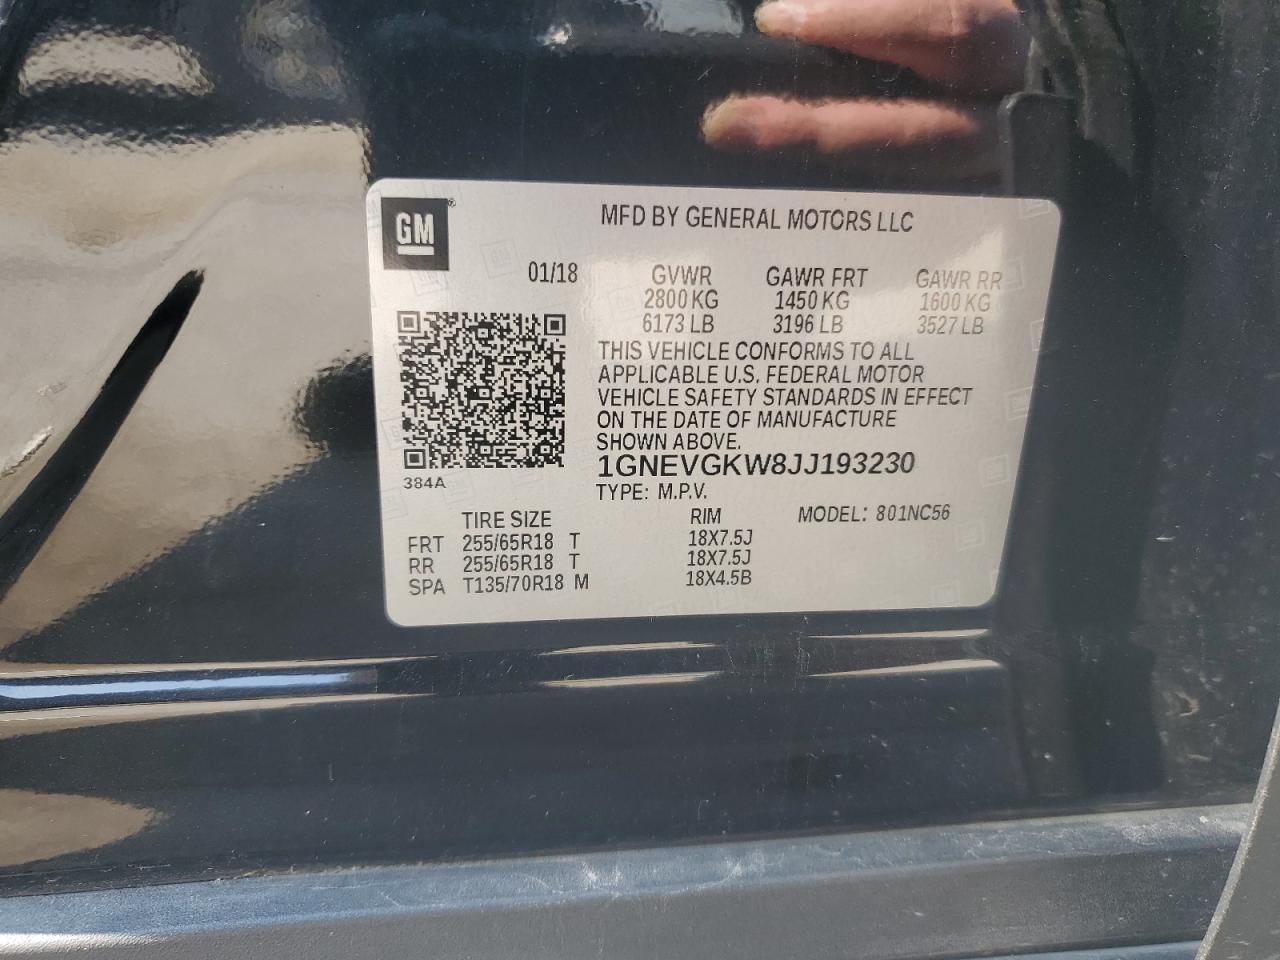 GM
MFD BY GENERAL MOTORS LLC
01/18 GVWR GAWR FRT GAWR RR
2800 KG 1450 KG 1600 KG
6173 LB 3196 LB 3527 LB
THIS VEHICLE CONFORMS TO ALL
APPLICABLE U.S. FEDERAL MOTOR
VEHICLE SAFETY STANDARDS IN EFFECT
ON THE DATE OF MANUFACTURE
SHOWN ABOVE.
1GNEVGKW8JJ193230
384A
TYPE: M.P.V.
TIRE SIZE RIM MODEL: 801NC56
FRT 255/65R18 T 18X7.5J
RR 255/65R18 T 18X7.5J
SPA T135/70R18 M 18X4.5B